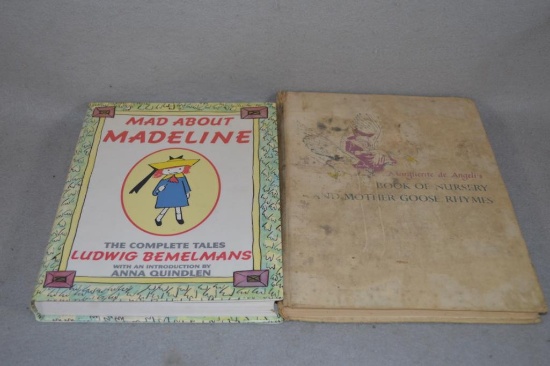 MAD ABOUT
MADELINE
THE COMPLETE TALES
LUDWIG BEMELMANS
WITH AN INTRODUCTION BY
ANNA QUINDLEN
Marguerite de Angeli's
BOOK OF NURSERY
AND MOTHER GOOSE RHYMES